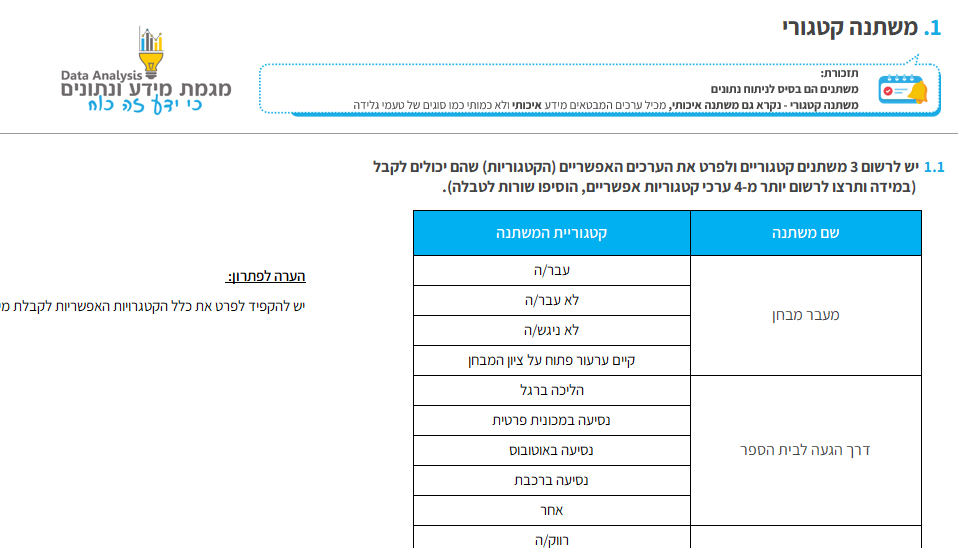 1. משתנה קטגורי
Data Analysis
מגמת מידע ונתונים
כי ידע זה כוח
תזכורת:
משתנים הם בסיס לניתוח נתונים
משתנה קטגורי - נקרא גם משתנה איכותי, מכיל ערכים המבטאים מידע איכותי ולא כמותי כמו סוגים של טעמי גלידה
1.1 יש לרשום 3 משתנים קטגוריים ולפרט את הערכים האפשריים (הקטגוריות) שהם יכולים לקבל
(במידה ותרצו לרשום יותר מ-4 ערכי קטגוריות אפשריים, הוסיפו שורות לטבלה).
שם משתנה
קטגוריית המשתנה
מעבר מבחן
עבר/ה
לא עבר/ה
לא ניגש/ה
קיים ערעור פתוח על ציון המבחן
דרך הגעה לבית הספר
הליכה ברגל
נסיעה במכונית פרטית
נסיעה באוטובוס
נסיעה ברכבת
אחר
רווק/ה
הערה לפתרון:
יש להקפיד לפרט את כלל הקטגרויות האפשריות לקבלת